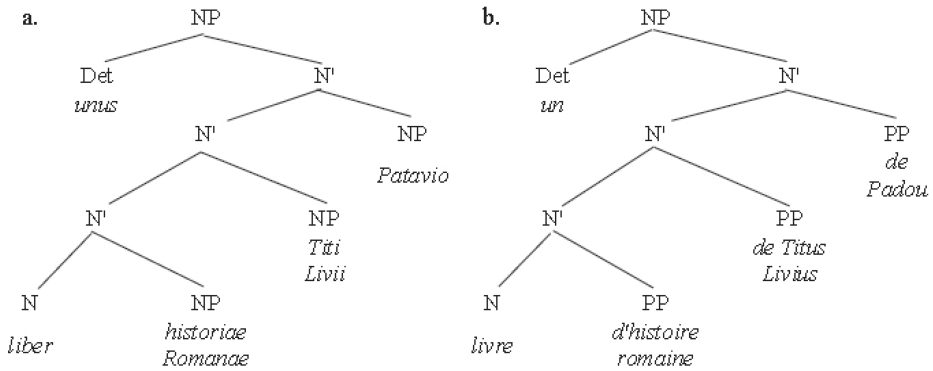 a. NP b. NP
Det N' Det N'
unus un
N' NP N' PP
Patavio de
Padou
N' NP N' PP
Titi de Titus
Livii Livius
N NP N PP
liber historiae livre d'histoire
Romanae romaine